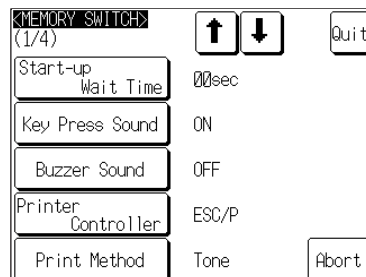 <MEMORY SWITCH>
(1/4)
Quit
Start-up
Wait Time
00sec
Key Press Sound
ON
Buzzer Sound
OFF
Printer
Controller
ESC/P
Print Method
Tone
Abort